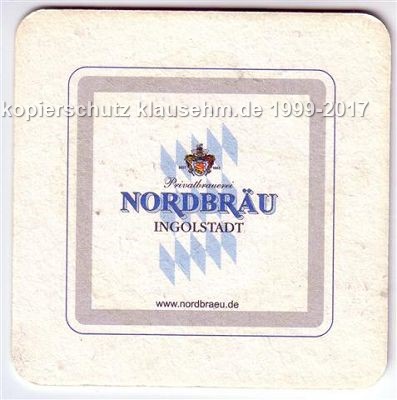 kopierschutz klausehm.de 1999-2017
Privatbrauerei
NORDBRÄU
INGOLSTADT
www.nordbraeu.de